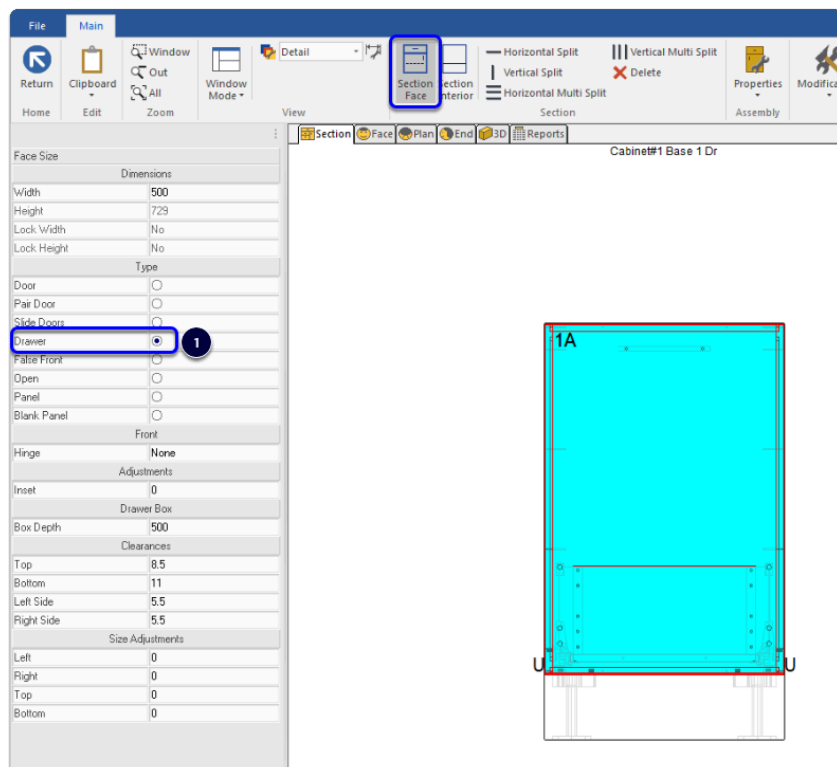 File Main
Return Clipboard Window Out All Window Mode Detail Section Face Section Interior Horizontal Split Vertical Split Horizontal Multi Split Vertical Multi Split Delete Properties
Home Edit Zoom View Section Assembly
Section Face Plan End 3D Reports
Cabinet#1 Base 1 Dr
Face Size
Dimensions
Width 500
Height 729
Lock Width No
Lock Height No
Type
Door
Pair Door
Slide Doors
Drawer 1
False Front
Open
Panel
Blank Panel
Front
Hinge None
Adjustments
Inset 0
Drawer Box
Box Depth 500
Clearances
Top 8.5
Bottom 11
Left Side 5.5
Right Side 5.5
Size Adjustments
Left 0
Right 0
Top 0
Bottom 0
1A
U U